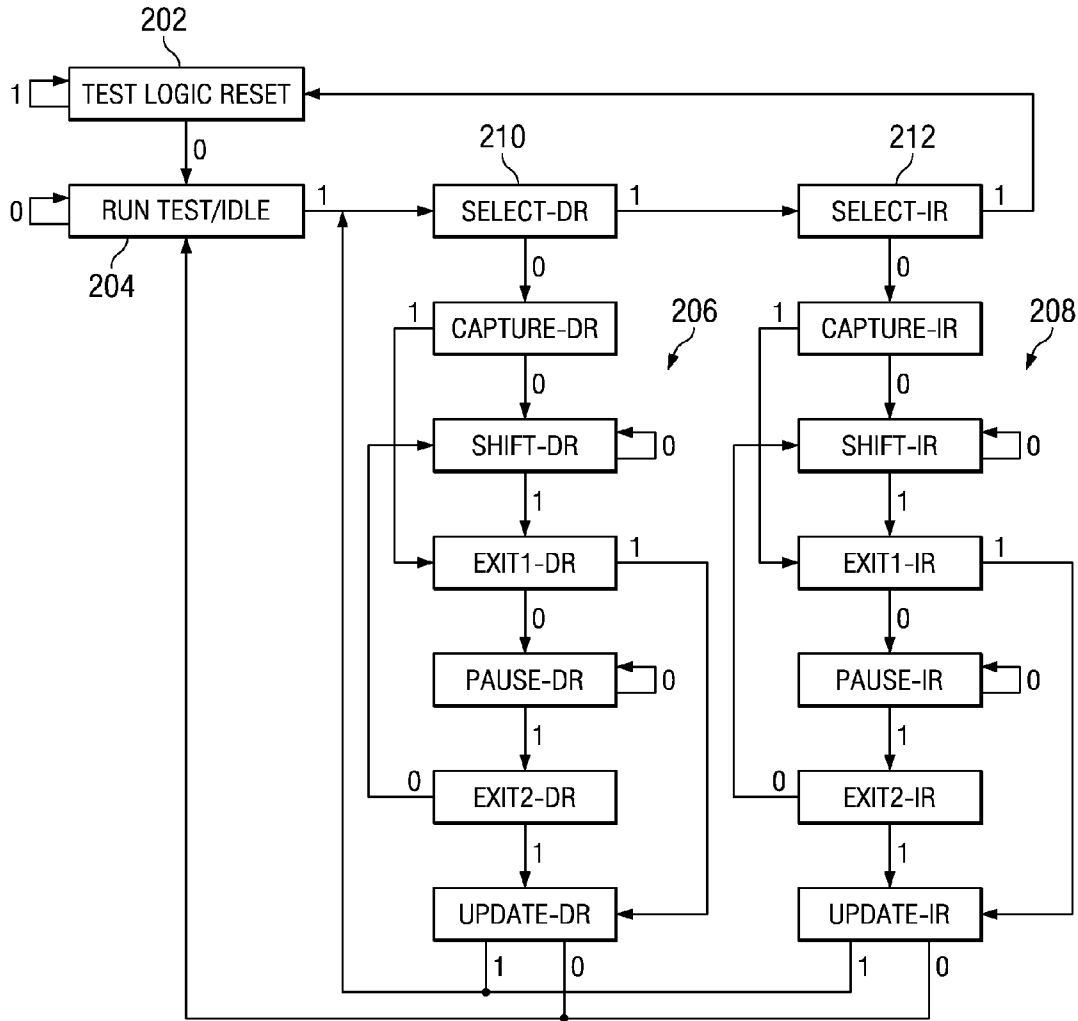 202
1 TEST LOGIC RESET
0
210
212
0 RUN TEST/IDLE 1
SELECT-DR 1
SELECT-IR 1
204
0
0
206
208
1 CAPTURE-DR
1 CAPTURE-IR
0
0
SHIFT-DR 0
SHIFT-IR 0
1
1
EXIT1-DR 1
EXIT1-IR 1
0
0
PAUSE-DR 0
PAUSE-IR 0
1
1
0 EXIT2-DR
0 EXIT2-IR
1
1
UPDATE-DR
UPDATE-IR
1 0
1 0